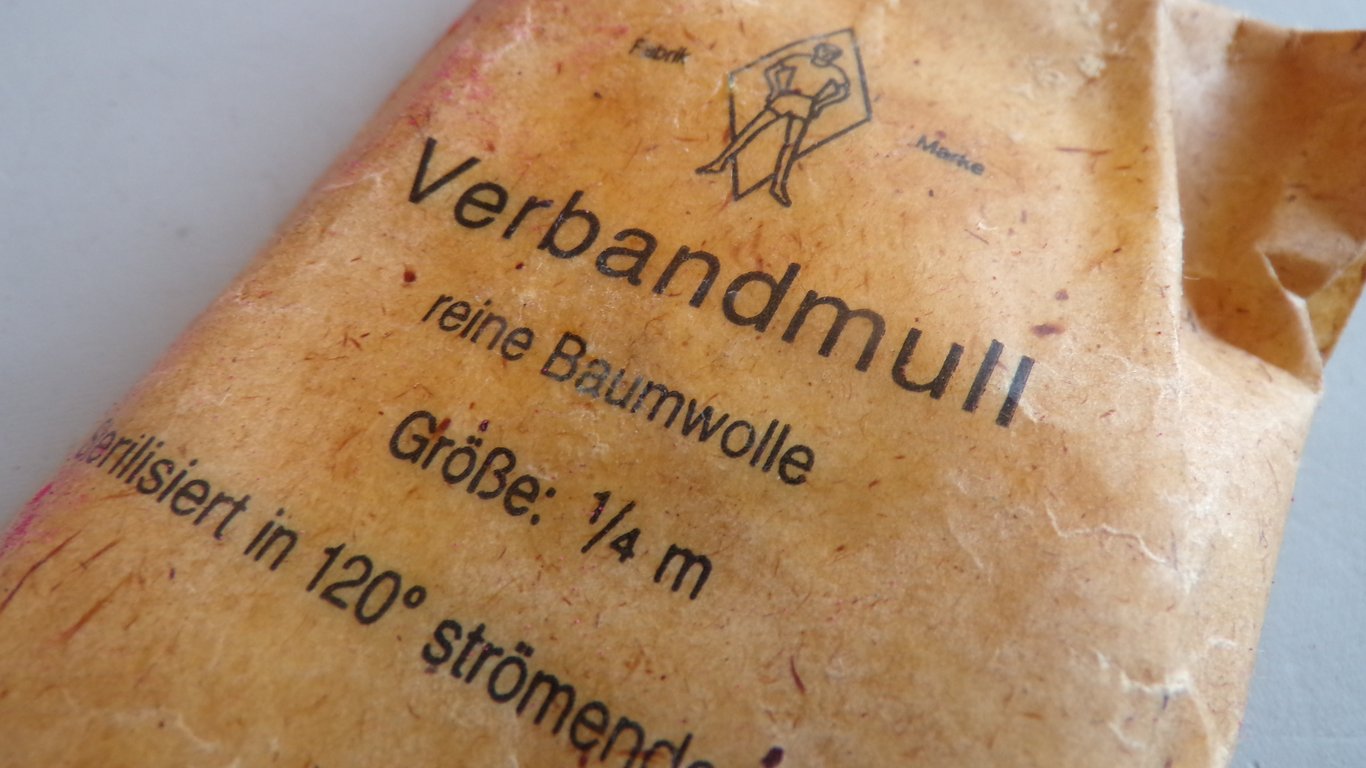 Fabrik Marke
Verbandmull
reine Baumwolle
Größe: 1/4 m
sterilisiert in 120° strömende